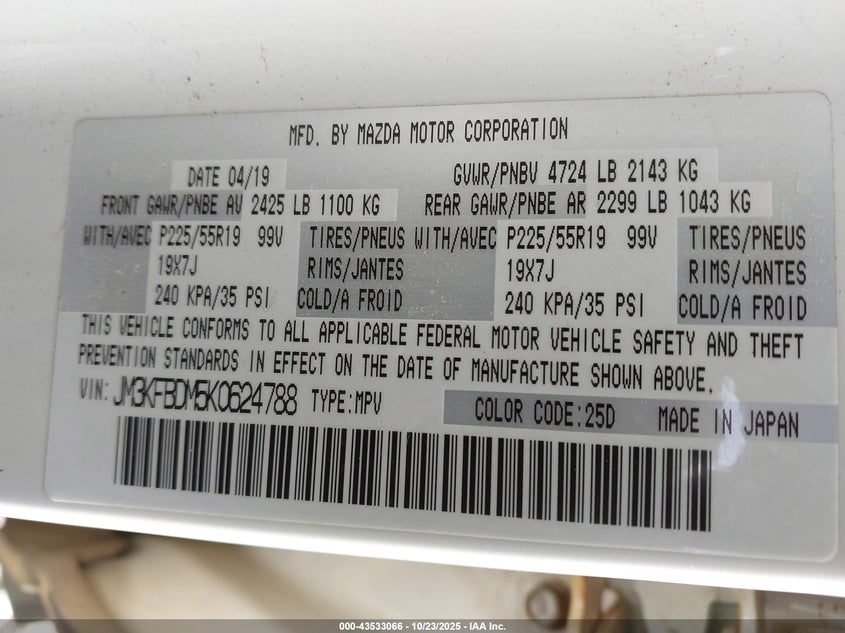 MFD. BY MAZDA MOTOR CORPORATION
DATE 04/19 GVWR/PNBV 4724 LB 2143 KG
FRONT GAWR/PNBE AV 2425 LB 1100 KG REAR GAWR/PNBE AR 2299 LB 1043 KG
WITH/AVEC P225/55R19 99V TIRES/PNEUS WITH/AVEC P225/55R19 99V TIRES/PNEUS
19X7J RIMS/JANTES 19X7J RIMS/JANTES
240 KPA/35 PSI COLD/A FROID 240 KPA/35 PSI COLD/A FROID
THIS VEHICLE CONFORMS TO ALL APPLICABLE FEDERAL MOTOR VEHICLE SAFETY AND THEFT
PREVENTION STANDARDS IN EFFECT ON THE DATE OF MANUFACTURE SHOWN ABOVE.
VIN: JM3KFBDM5K0624788 TYPE:MPV COLOR CODE:25D MADE IN JAPAN
000-43533066 - 10/23/2025 - IAA Inc.